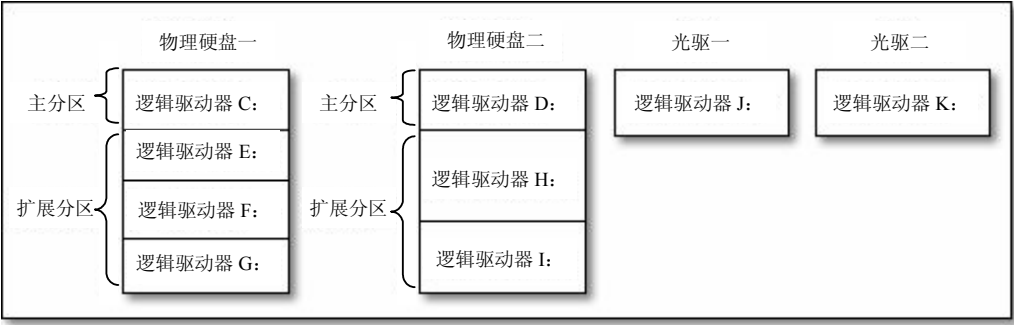 物理硬盘一 物理硬盘二 光驱一 光驱二
主分区 逻辑驱动器 C： 主分区 逻辑驱动器 D： 逻辑驱动器 J： 逻辑驱动器 K：
逻辑驱动器 E：
逻辑驱动器 H：
扩展分区 逻辑驱动器 F： 扩展分区
逻辑驱动器 G： 逻辑驱动器 I：